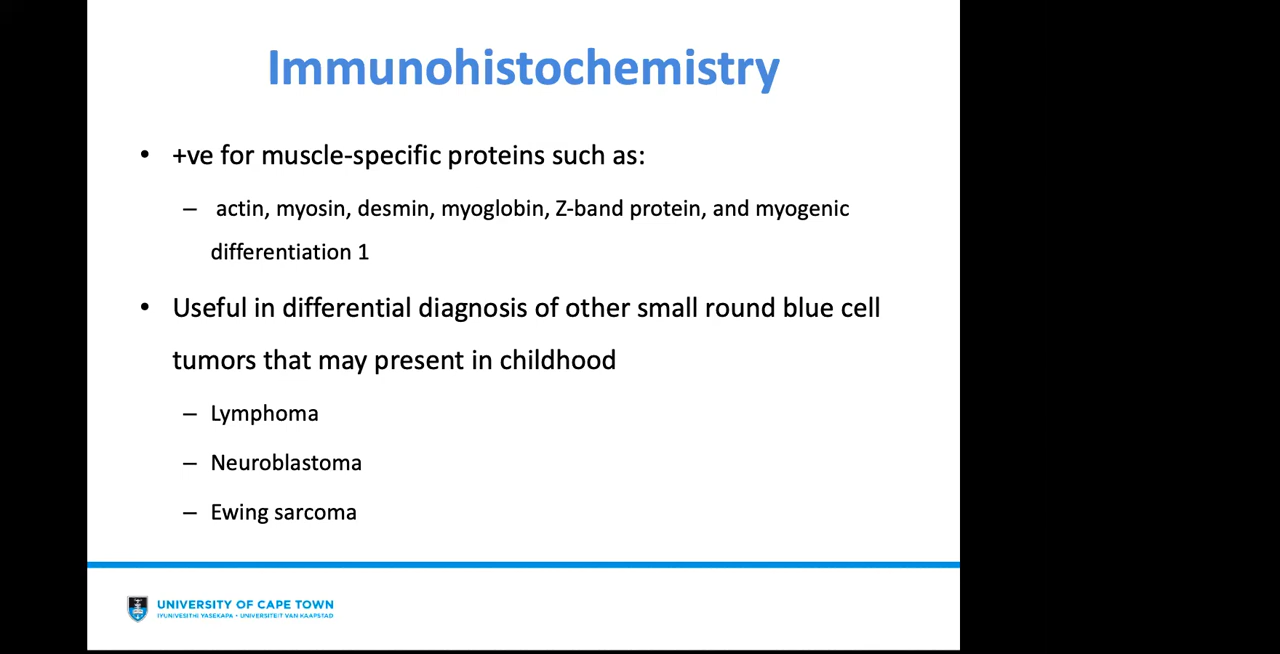 Immunohistochemistry
• +ve for muscle-specific proteins such as:
– actin, myosin, desmin, myoglobin, Z-band protein, and myogenic
differentiation 1
• Useful in differential diagnosis of other small round blue cell
tumors that may present in childhood
– Lymphoma
– Neuroblastoma
– Ewing sarcoma
UNIVERSITY OF CAPE TOWN
IYUNIVESITHI YASEKAPA • UNIVERSITEIT VAN KAAPSTAD